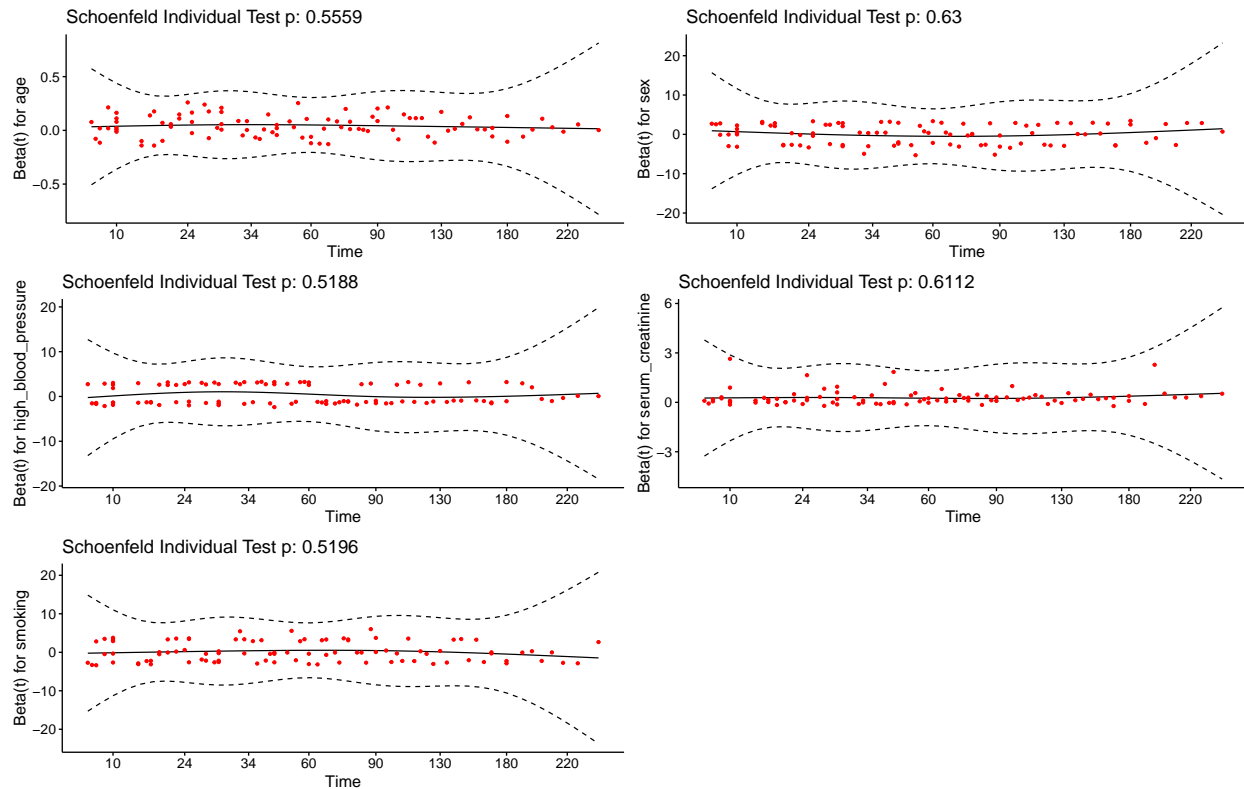 Schoenfeld Individual Test p: 0.5559
Beta(t) for age
0.5
0.0
−0.5
10 24 34 60 90 130 180 220
Time
Schoenfeld Individual Test p: 0.63
Beta(t) for sex
20
10
0
−10
−20
10 24 34 60 90 130 180 220
Time
Schoenfeld Individual Test p: 0.5188
Beta(t) for high_blood_pressure
20
10
0
−10
−20
10 24 34 60 90 130 180 220
Time
Schoenfeld Individual Test p: 0.6112
Beta(t) for serum_creatinine
6
3
0
−3
10 24 34 60 90 130 180 220
Time
Schoenfeld Individual Test p: 0.5196
Beta(t) for smoking
20
10
0
−10
−20
10 24 34 60 90 130 180 220
Time